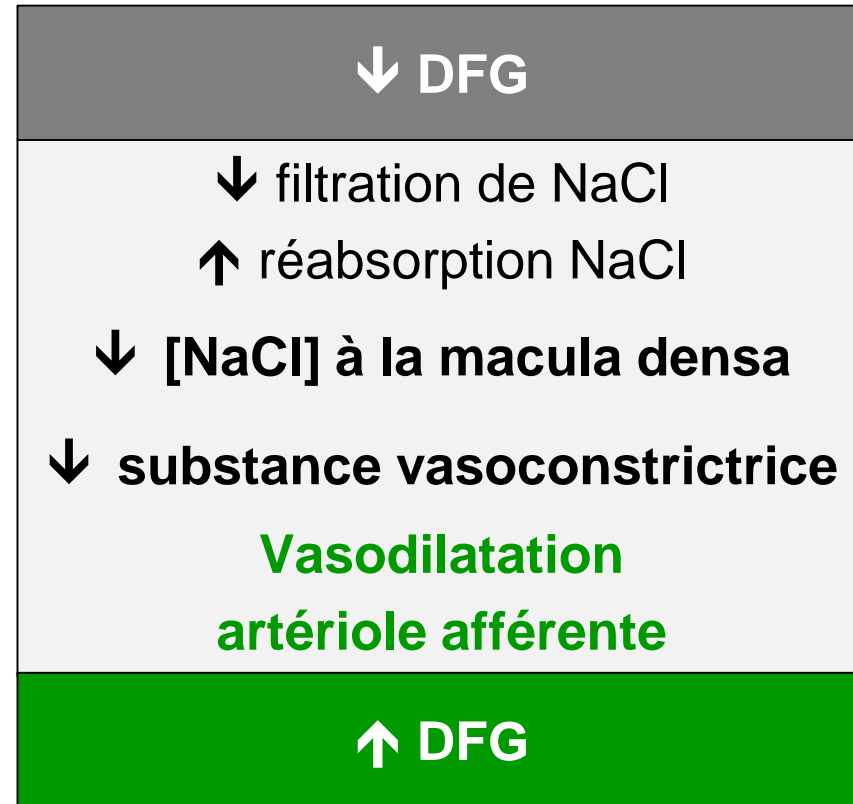 ↓ DFG
↓ filtration de NaCl
↑ réabsorption NaCl
↓ [NaCl] à la macula densa
↓ substance vasoconstrictrice
Vasodilatation
artériole afférente
↑ DFG